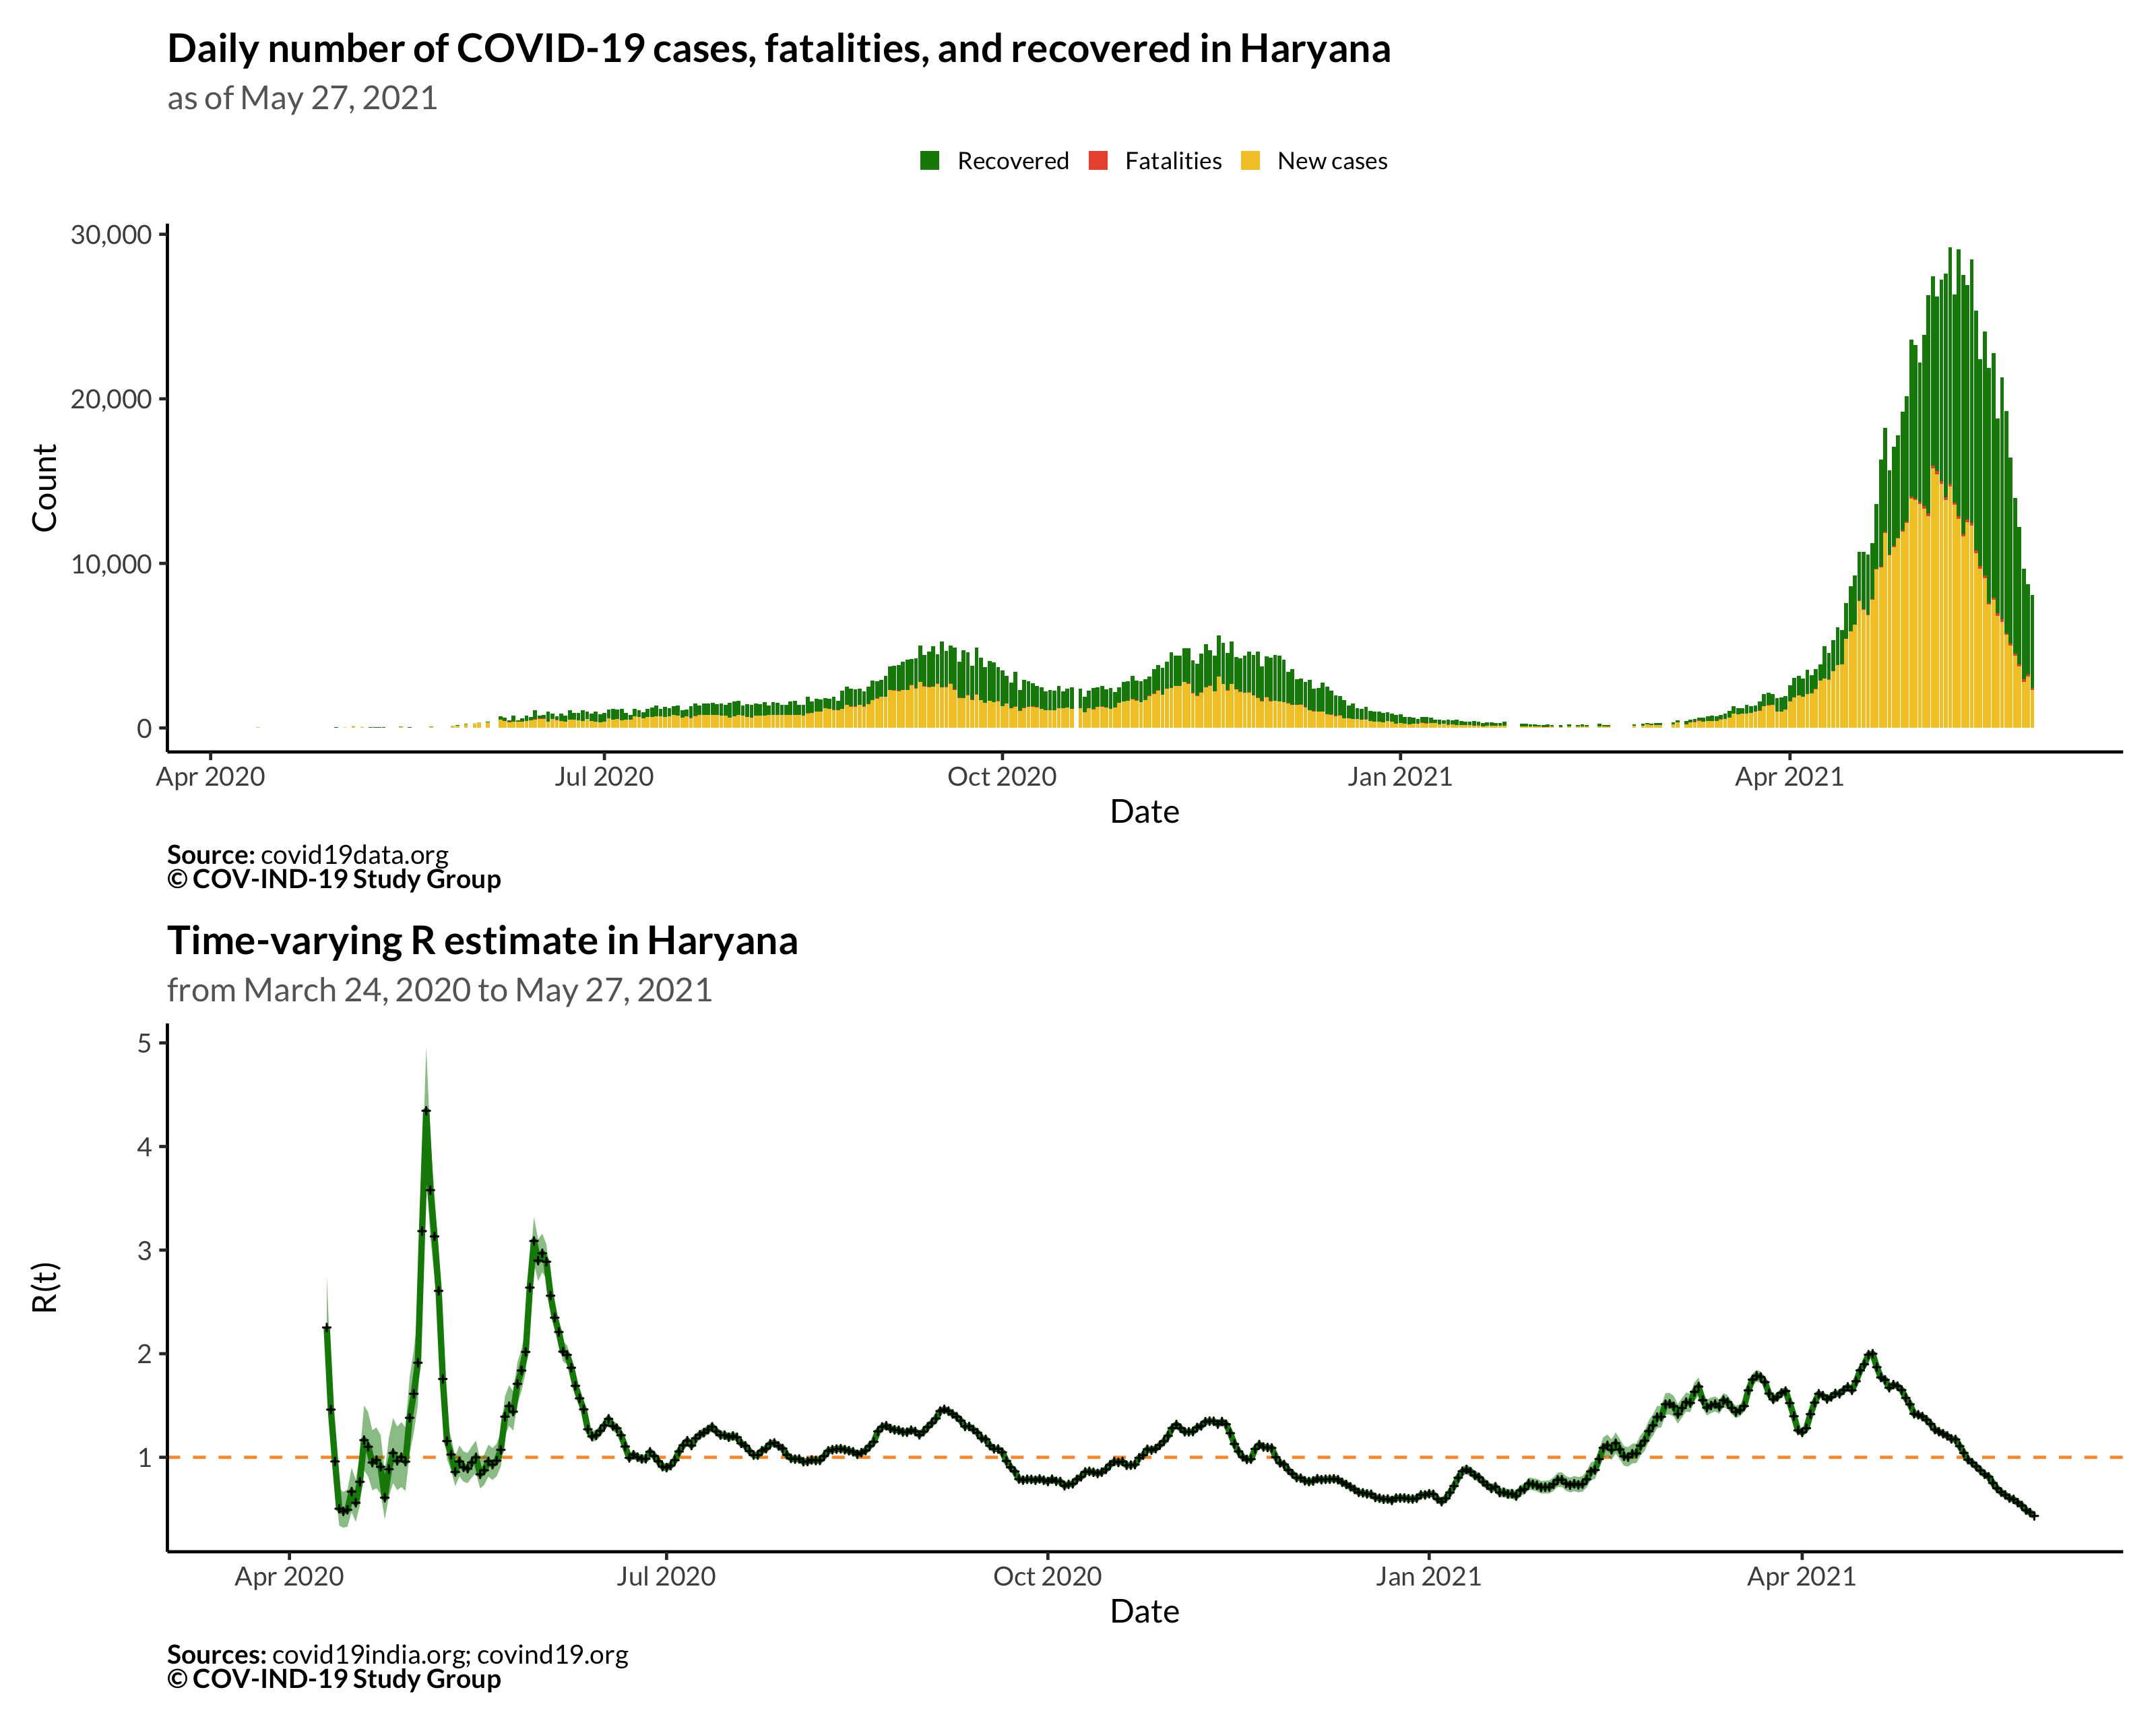 Daily number of COVID-19 cases, fatalities, and recovered in Haryana
as of May 27, 2021
Recovered Fatalities New cases
30,000
20,000
10,000
0
Count
Apr 2020 Jul 2020 Oct 2020 Jan 2021 Apr 2021
Date
Source: covid19data.org
© COV-IND-19 Study Group
Time-varying R estimate in Haryana
from March 24, 2020 to May 27, 2021
5
4
3
2
1
R(t)
Apr 2020 Jul 2020 Oct 2020 Jan 2021 Apr 2021
Date
Sources: covid19india.org; covind19.org
© COV-IND-19 Study Group